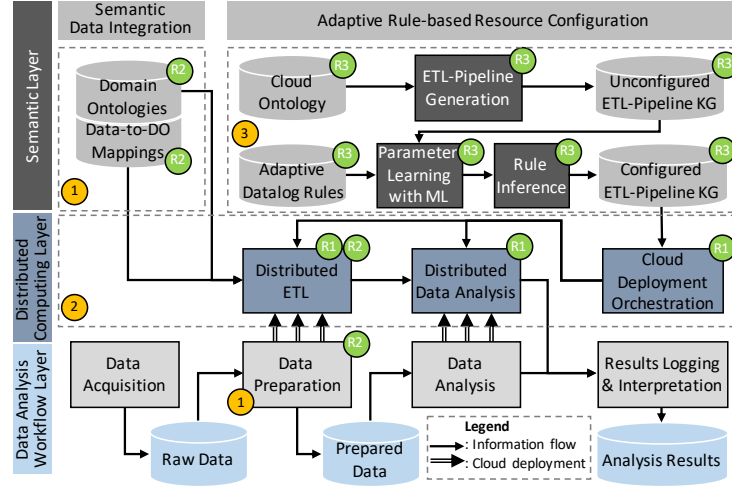 Semantic
Data Integration
Adaptive Rule-based Resource Configuration
Semantic Layer
Domain
Ontologies
R2
Data-to-DO
Mappings
R2
1
Cloud
Ontology
R3
ETL-Pipeline
Generation
R3
Unconfigured
ETL-Pipeline KG
R3
3
Adaptive
Datalog Rules
R3
Parameter
Learning
with ML
R3
Rule
Inference
R3
Configured
ETL-Pipeline KG
R3
Distributed
Computing Layer
2
Distributed
ETL
R1
R2
Distributed
Data Analysis
R1
Cloud
Deployment
Orchestration
R1
Data Analysis
Workflow Layer
Data
Acquisition
Data
Preparation
R2
1
Data
Analysis
Results Logging
& Interpretation
Raw Data
Prepared
Data
Legend
: Information flow
: Cloud deployment
Analysis Results